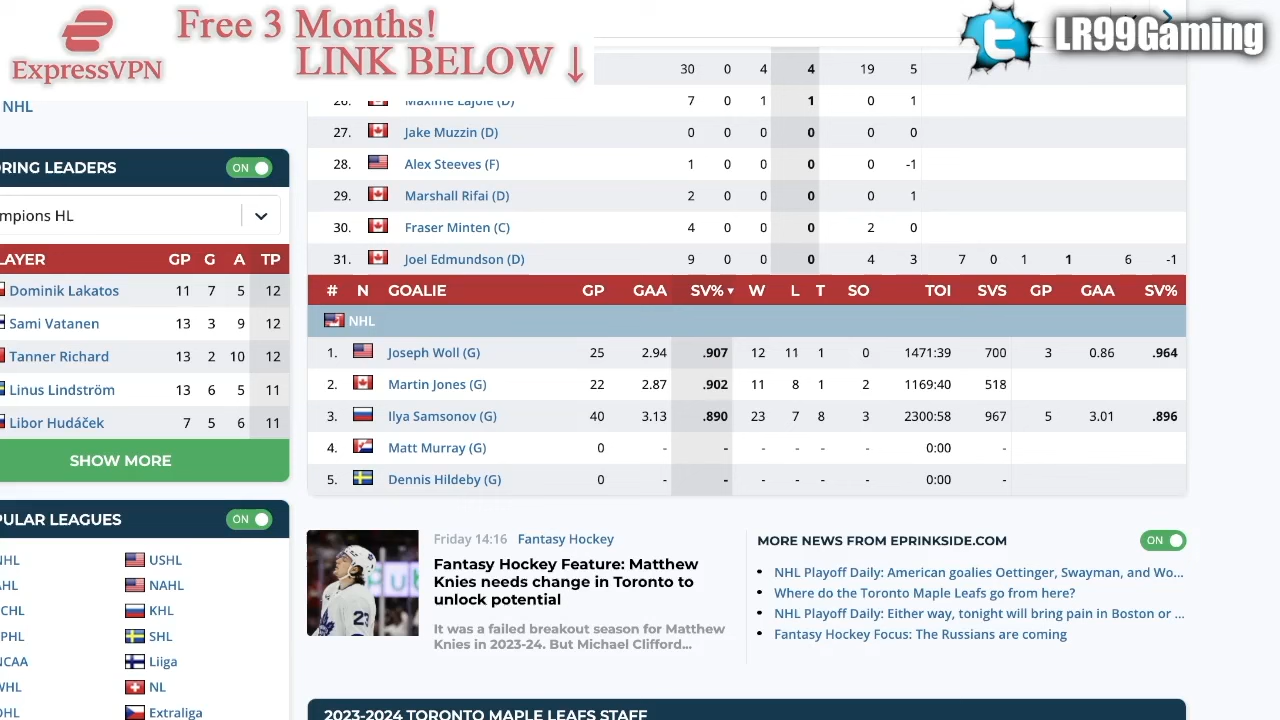 ExpressVPN
Free 3 Months!
LINK BELOW ↓
LR99Gaming
NHL
30 0 4 4 19 5
26. Maxime Lajoie (D) 7 0 1 1 0 1
27. Jake Muzzin (D) 0 0 0 0 0 0
28. Alex Steeves (F) 1 0 0 0 0 -1
29. Marshall Rifai (D) 2 0 0 0 0 1
30. Fraser Minten (C) 4 0 0 0 2 0
31. Joel Edmundson (D) 9 0 0 0 4 3 7 0 1 1 6 -1
RING LEADERS ON
mpions HL
AYER GP G A TP
Dominik Lakatos 11 7 5 12
Sami Vatanen 13 3 9 12
Tanner Richard 13 2 10 12
Linus Lindström 13 6 5 11
Libor Hudáček 7 5 6 11
SHOW MORE
# N GOALIE GP GAA SV% ▾ W L T SO TOI SVS GP GAA SV%
NHL
1. Joseph Woll (G) 25 2.94 .907 12 11 1 0 1471:39 700 3 0.86 .964
2. Martin Jones (G) 22 2.87 .902 11 8 1 2 1169:40 518
3. Ilya Samsonov (G) 40 3.13 .890 23 7 8 3 2300:58 967 5 3.01 .896
4. Matt Murray (G) 0 - - - - - - 0:00 -
5. Dennis Hildeby (G) 0 - - - - - - 0:00 -
PULAR LEAGUES ON
NHL USHL
AHL NAHL
CHL KHL
PHL SHL
NCAA Liiga
WHL NL
OHL Extraliga
Friday 14:16 Fantasy Hockey
Fantasy Hockey Feature: Matthew
Knies needs change in Toronto to
unlock potential
It was a failed breakout season for Matthew
Knies in 2023-24. But Michael Clifford...
23
MORE NEWS FROM EPRINKSIDE.COM ON
• NHL Playoff Daily: American goalies Oettinger, Swayman, and Wo...
• Where do the Toronto Maple Leafs go from here?
• NHL Playoff Daily: Either way, tonight will bring pain in Boston or ...
• Fantasy Hockey Focus: The Russians are coming
2023-2024 TORONTO MAPLE LEAFS STAFF